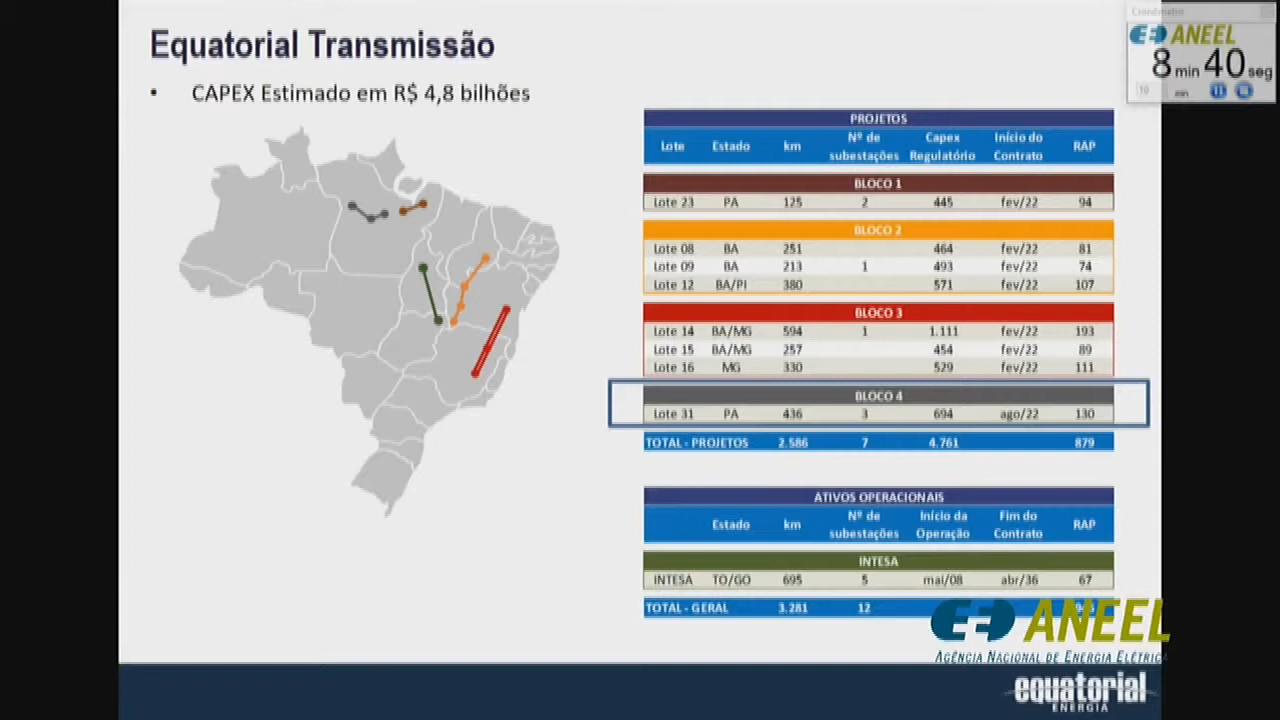 Equatorial Transmissão
Cronômetro
ANEEL
8 min 40 seg
10 min
• CAPEX Estimado em R$ 4,8 bilhões
PROJETOS
Lote Estado km Nº de subestações Capex Regulatório Início do Contrato RAP
BLOCO 1
Lote 23 PA 125 2 445 fev/22 94
BLOCO 2
Lote 08 BA 251 464 fev/22 81
Lote 09 BA 213 1 493 fev/22 74
Lote 12 BA/PI 380 571 fev/22 107
BLOCO 3
Lote 14 BA/MG 594 1 1.111 fev/22 193
Lote 15 BA/MG 257 454 fev/22 89
Lote 16 MG 330 529 fev/22 111
BLOCO 4
Lote 31 PA 436 3 694 ago/22 130
TOTAL - PROJETOS 2.586 7 4.761 879
ATIVOS OPERACIONAIS
Estado km Nº de subestações Início da Operação Fim do Contrato RAP
INTESA
INTESA TO/GO 695 5 mai/08 abr/36 67
TOTAL - GERAL 3.281 12
ANEEL
AGÊNCIA NACIONAL DE ENERGIA ELÉTRICA
equatorial
ENERGIA